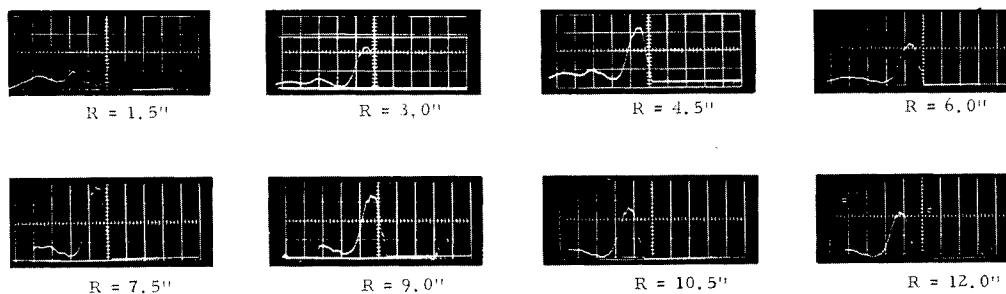 R = 1.5"
R = 3.0"
R = 4.5"
R = 6.0"
R = 7.5"
R = 9.0"
R = 10.5"
R = 12.0"